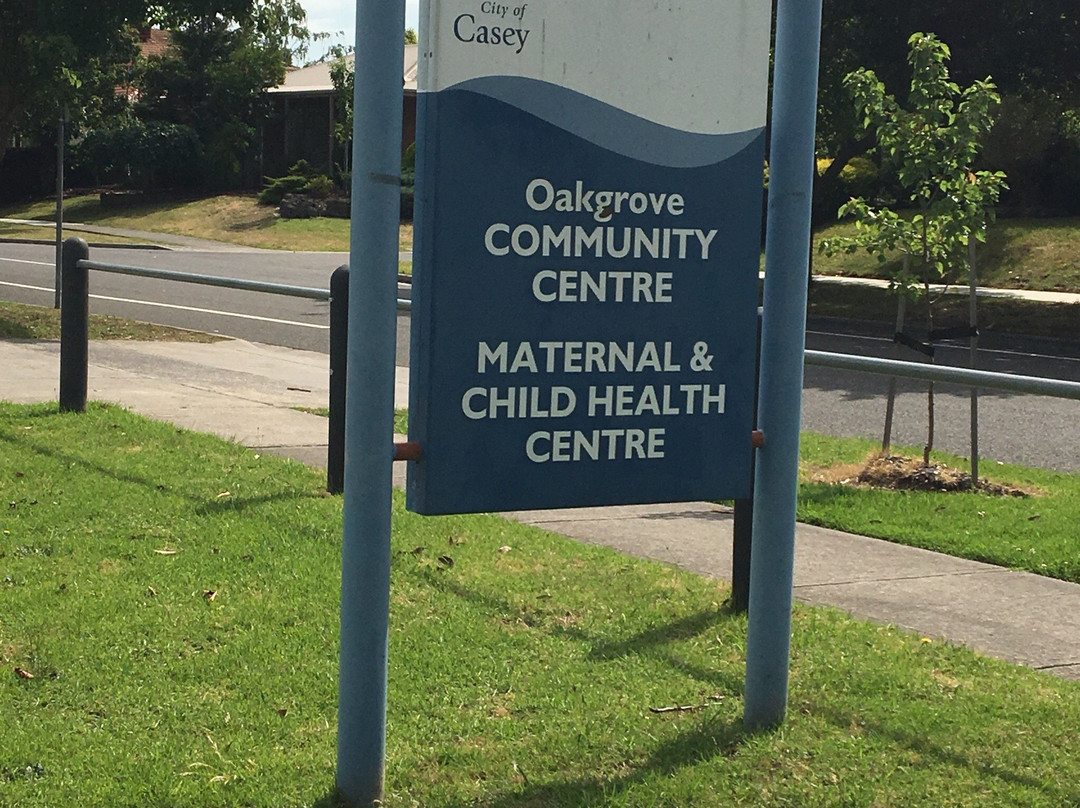 City of
Casey
Oakgrove
COMMUNITY
CENTRE
MATERNAL &
CHILD HEALTH
CENTRE